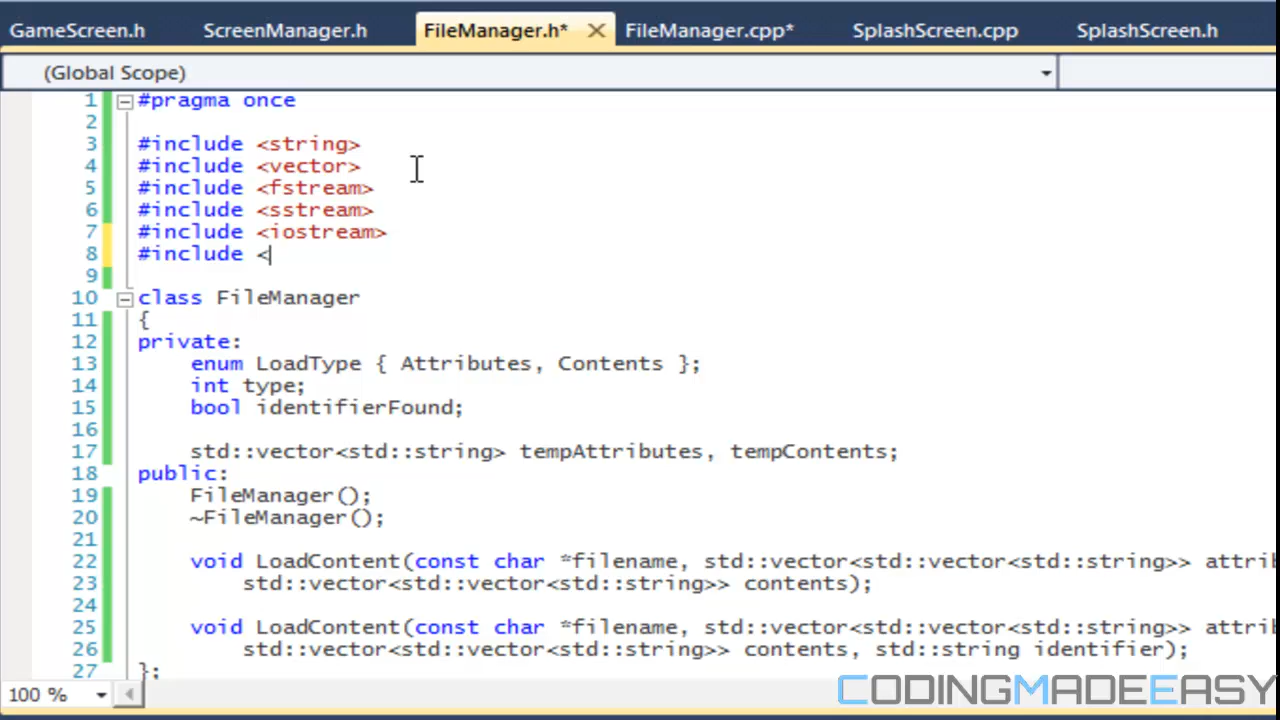 GameScreen.h ScreenManager.h FileManager.h* FileManager.cpp* SplashScreen.cpp SplashScreen.h
(Global Scope)
1 #pragma once
2
3 #include <string>
4 #include <vector>
5 #include <fstream>
6 #include <sstream>
7 #include <iostream>
8 #include <
9
10 class FileManager
11 {
12 private:
13 enum LoadType { Attributes, Contents };
14 int type;
15 bool identifierFound;
16
17 std::vector<std::string> tempAttributes, tempContents;
18 public:
19 FileManager();
20 ~FileManager();
21
22 void LoadContent(const char *filename, std::vector<std::vector<std::string>> attrib
23 std::vector<std::vector<std::string>> contents);
24
25 void LoadContent(const char *filename, std::vector<std::vector<std::string>> attrib
26 std::vector<std::vector<std::string>> contents, std::string identifier);
27 };
100 %
CODINGMADEEASY